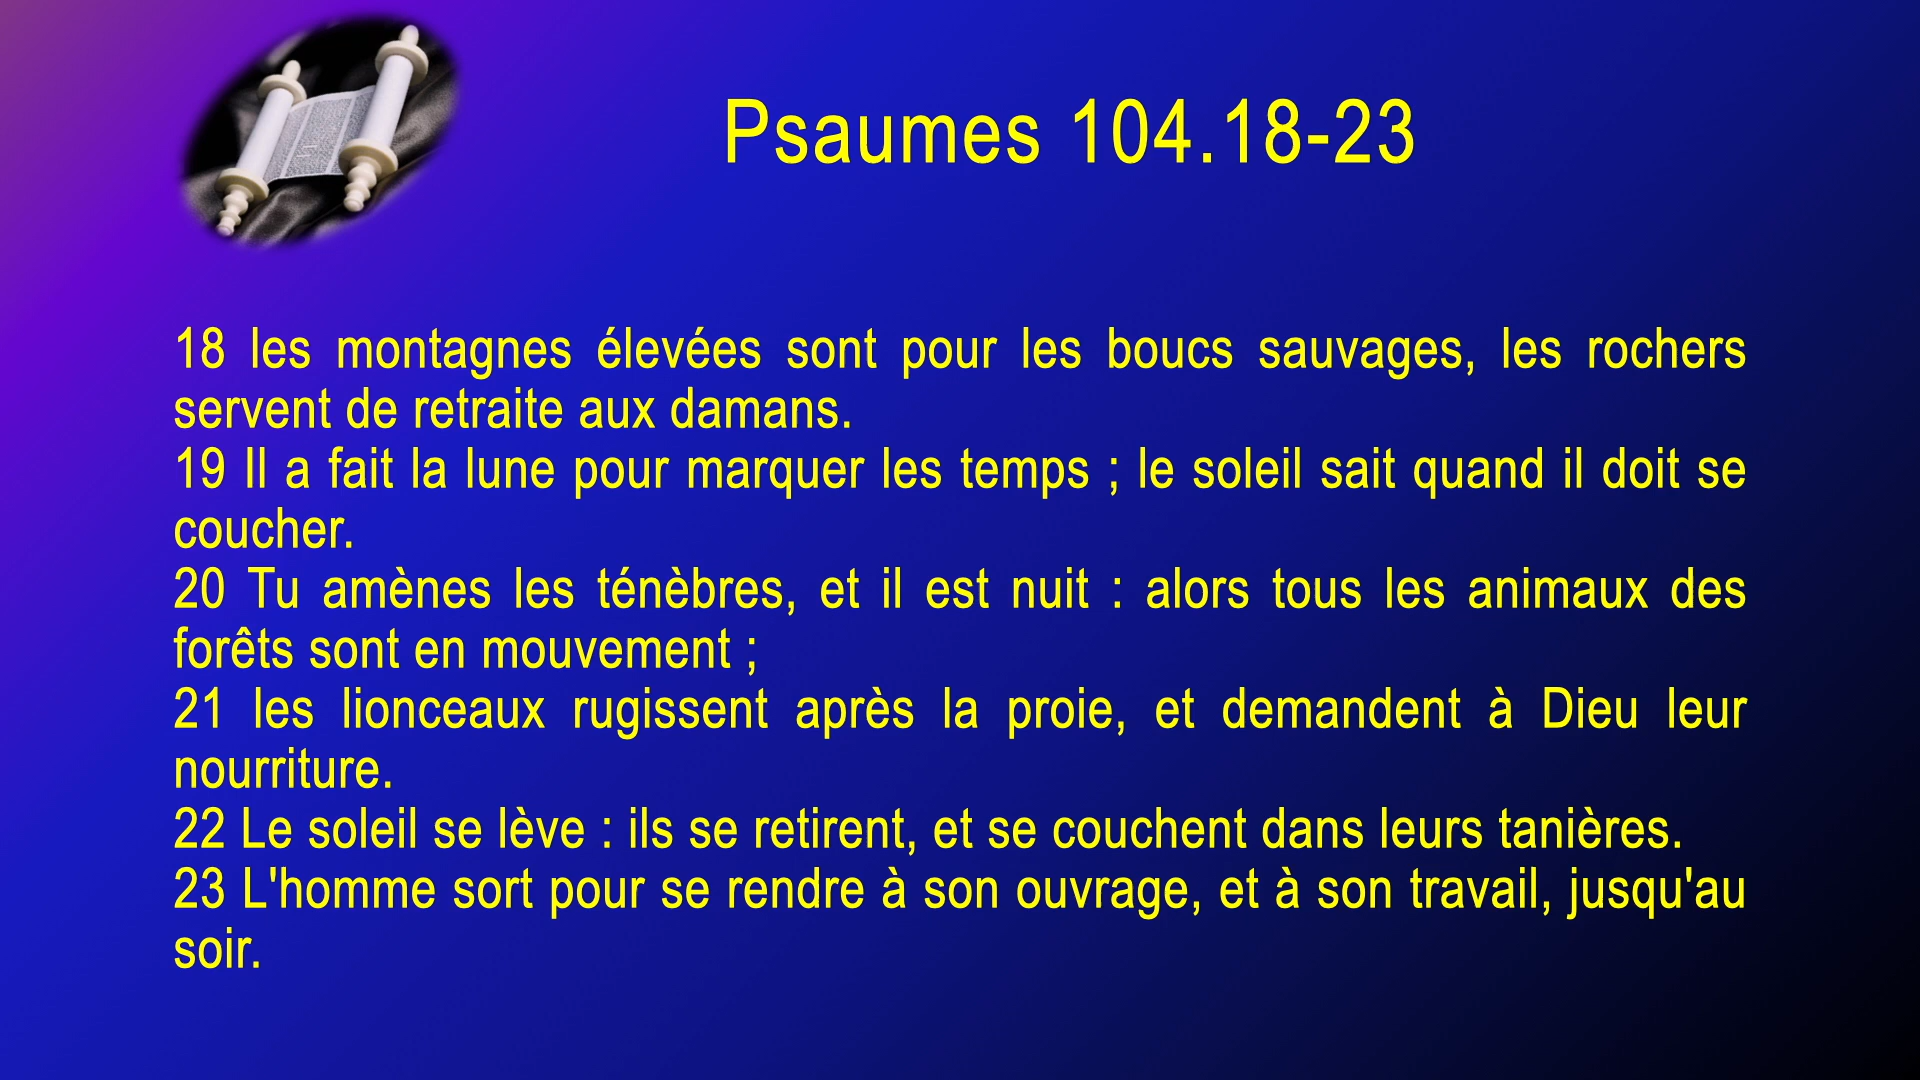 Psaumes 104.18-23
18 les montagnes élevées sont pour les boucs sauvages, les rochers
servent de retraite aux damans.
19 Il a fait la lune pour marquer les temps ; le soleil sait quand il doit se
coucher.
20 Tu amènes les ténèbres, et il est nuit : alors tous les animaux des
forêts sont en mouvement ;
21 les lionceaux rugissent après la proie, et demandent à Dieu leur
nourriture.
22 Le soleil se lève : ils se retirent, et se couchent dans leurs tanières.
23 L'homme sort pour se rendre à son ouvrage, et à son travail, jusqu'au
soir.